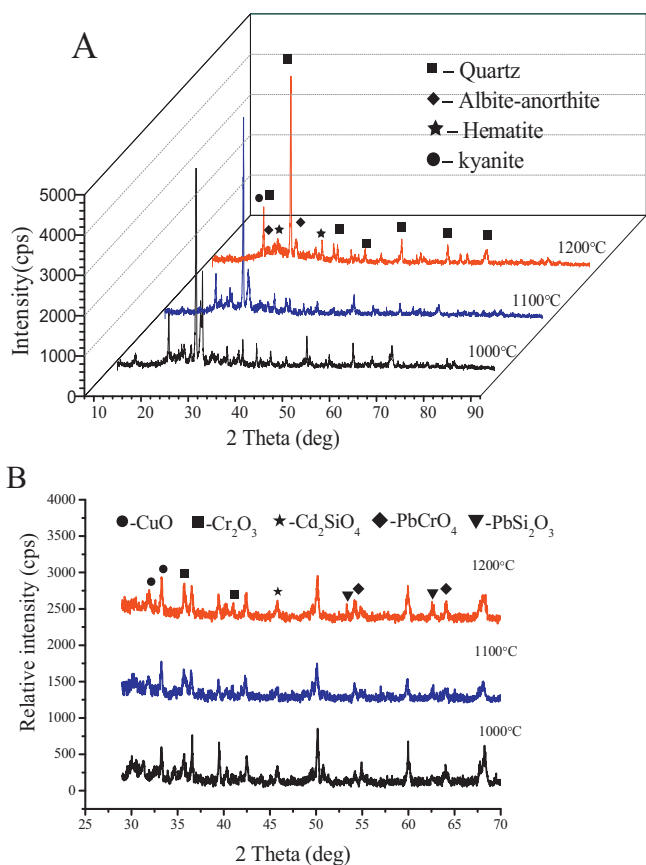 A
■ – Quartz
◆ – Albite-anorthite
★ – Hematite
● – kyanite
5000
4000
3000
2000
1000
0
Intensity(cps)
1200°C
1100°C
1000°C
10 20 30 40 50 60 70 80 90
2 Theta (deg)
B
4000
3500
3000
2500
2000
1500
1000
500
0
Relative intensity (cps)
●-CuO ■-Cr₂O₃ ★-Cd₂SiO₄ ◆-PbCrO₄ ▼-PbSi₂O₃
1200°C
1100°C
1000°C
25 30 35 40 45 50 55 60 65 70
2 Theta (deg)